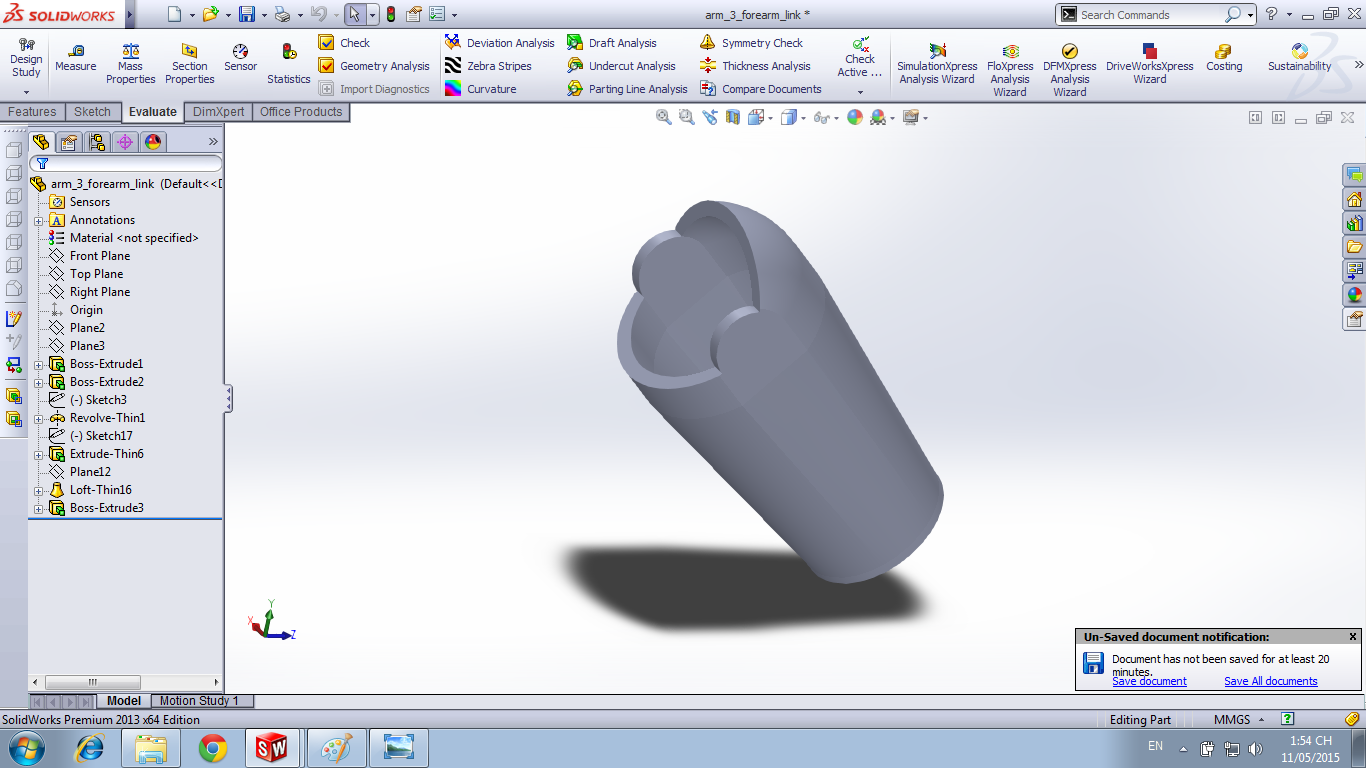 SOLIDWORKS
arm_3_forearm_link *
Search Commands
Design Study
Measure
Mass Properties
Section Properties
Sensor
Statistics
Check
Geometry Analysis
Import Diagnostics
Deviation Analysis
Zebra Stripes
Curvature
Draft Analysis
Undercut Analysis
Parting Line Analysis
Symmetry Check
Thickness Analysis
Compare Documents
Check Active ...
SimulationXpress Analysis Wizard
FloXpress Analysis Wizard
DFMXpress Analysis Wizard
DriveWorksXpress Wizard
Costing
Sustainability
Features
Sketch
Evaluate
DimXpert
Office Products
arm_3_forearm_link (Default<<D
Sensors
Annotations
Material <not specified>
Front Plane
Top Plane
Right Plane
Origin
Plane2
Plane3
Boss-Extrude1
Boss-Extrude2
(-) Sketch3
Revolve-Thin1
(-) Sketch17
Extrude-Thin6
Plane12
Loft-Thin16
Boss-Extrude3
Y
X
Z
Un-Saved document notification:
Document has not been saved for at least 20
minutes.
Save document
Save All documents
Model
Motion Study 1
SolidWorks Premium 2013 x64 Edition
Editing Part
MMGS
EN
1:54 CH
11/05/2015